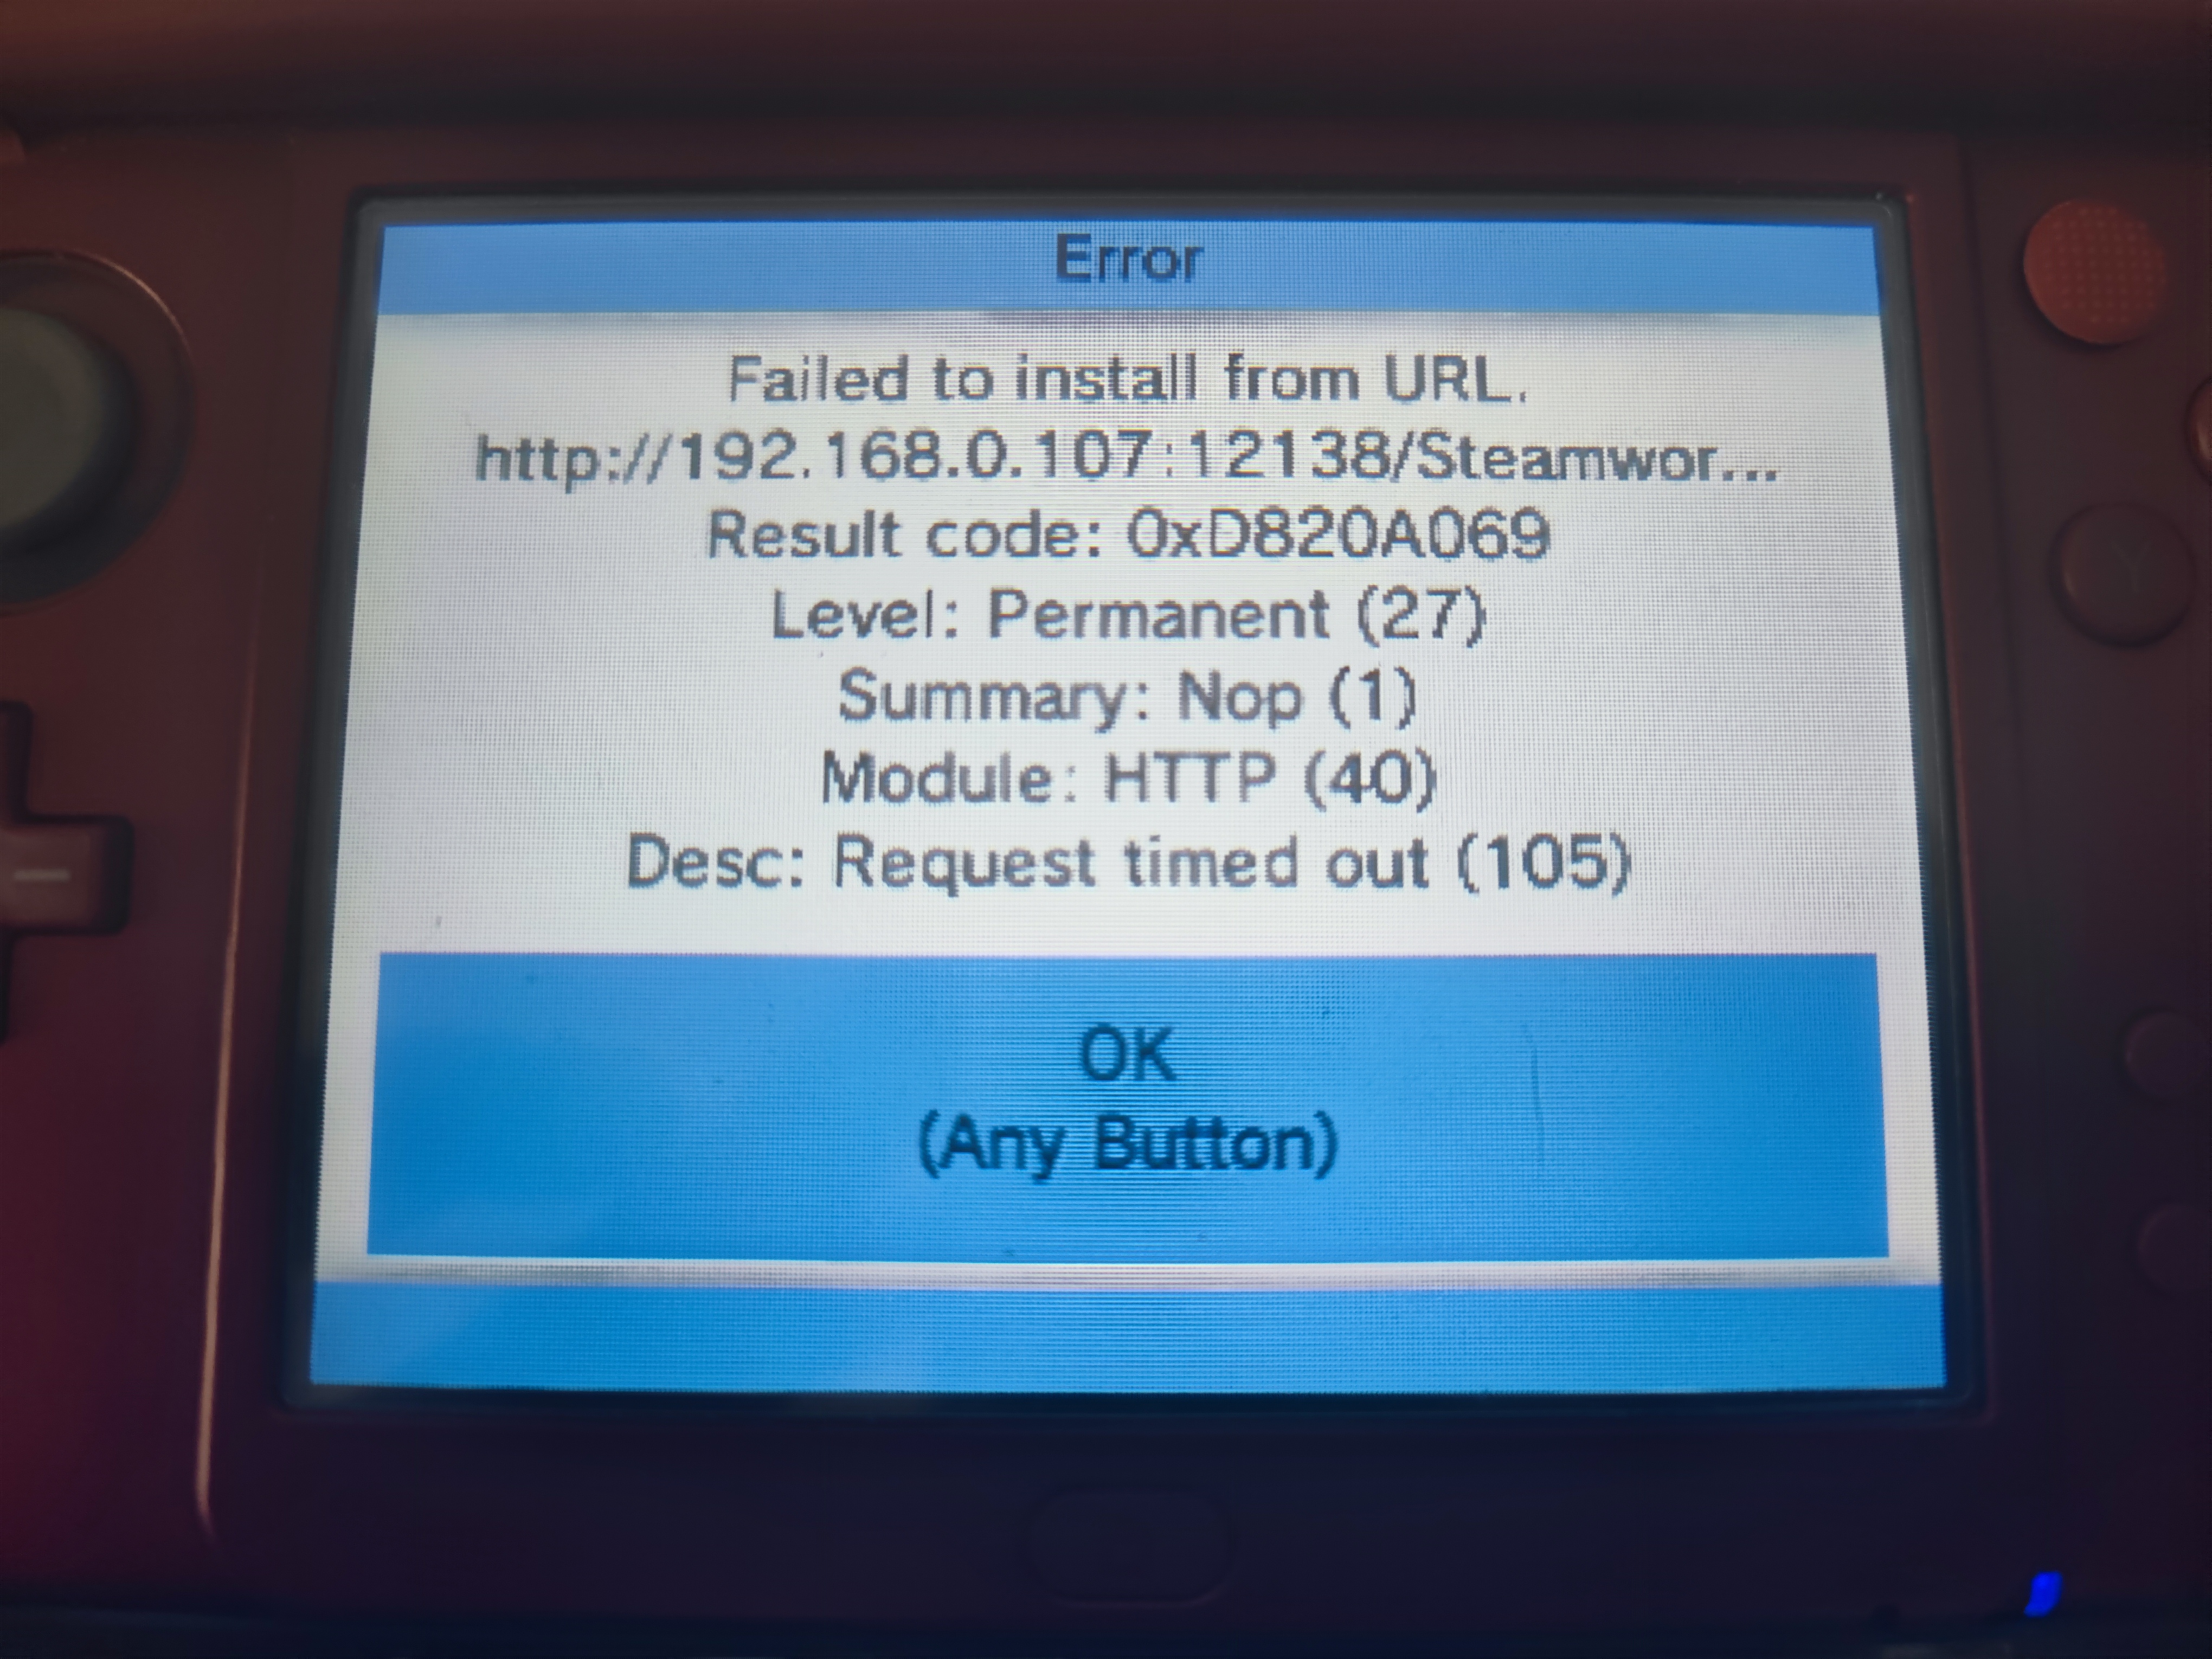 Error
Failed to install from URL.
http://192.168.0.107:12138/Steamwor...
Result code: 0xD820A069
Level: Permanent (27)
Summary: Nop (1)
Module: HTTP (40)
Desc: Request timed out (105)
OK
(Any Button)
Y